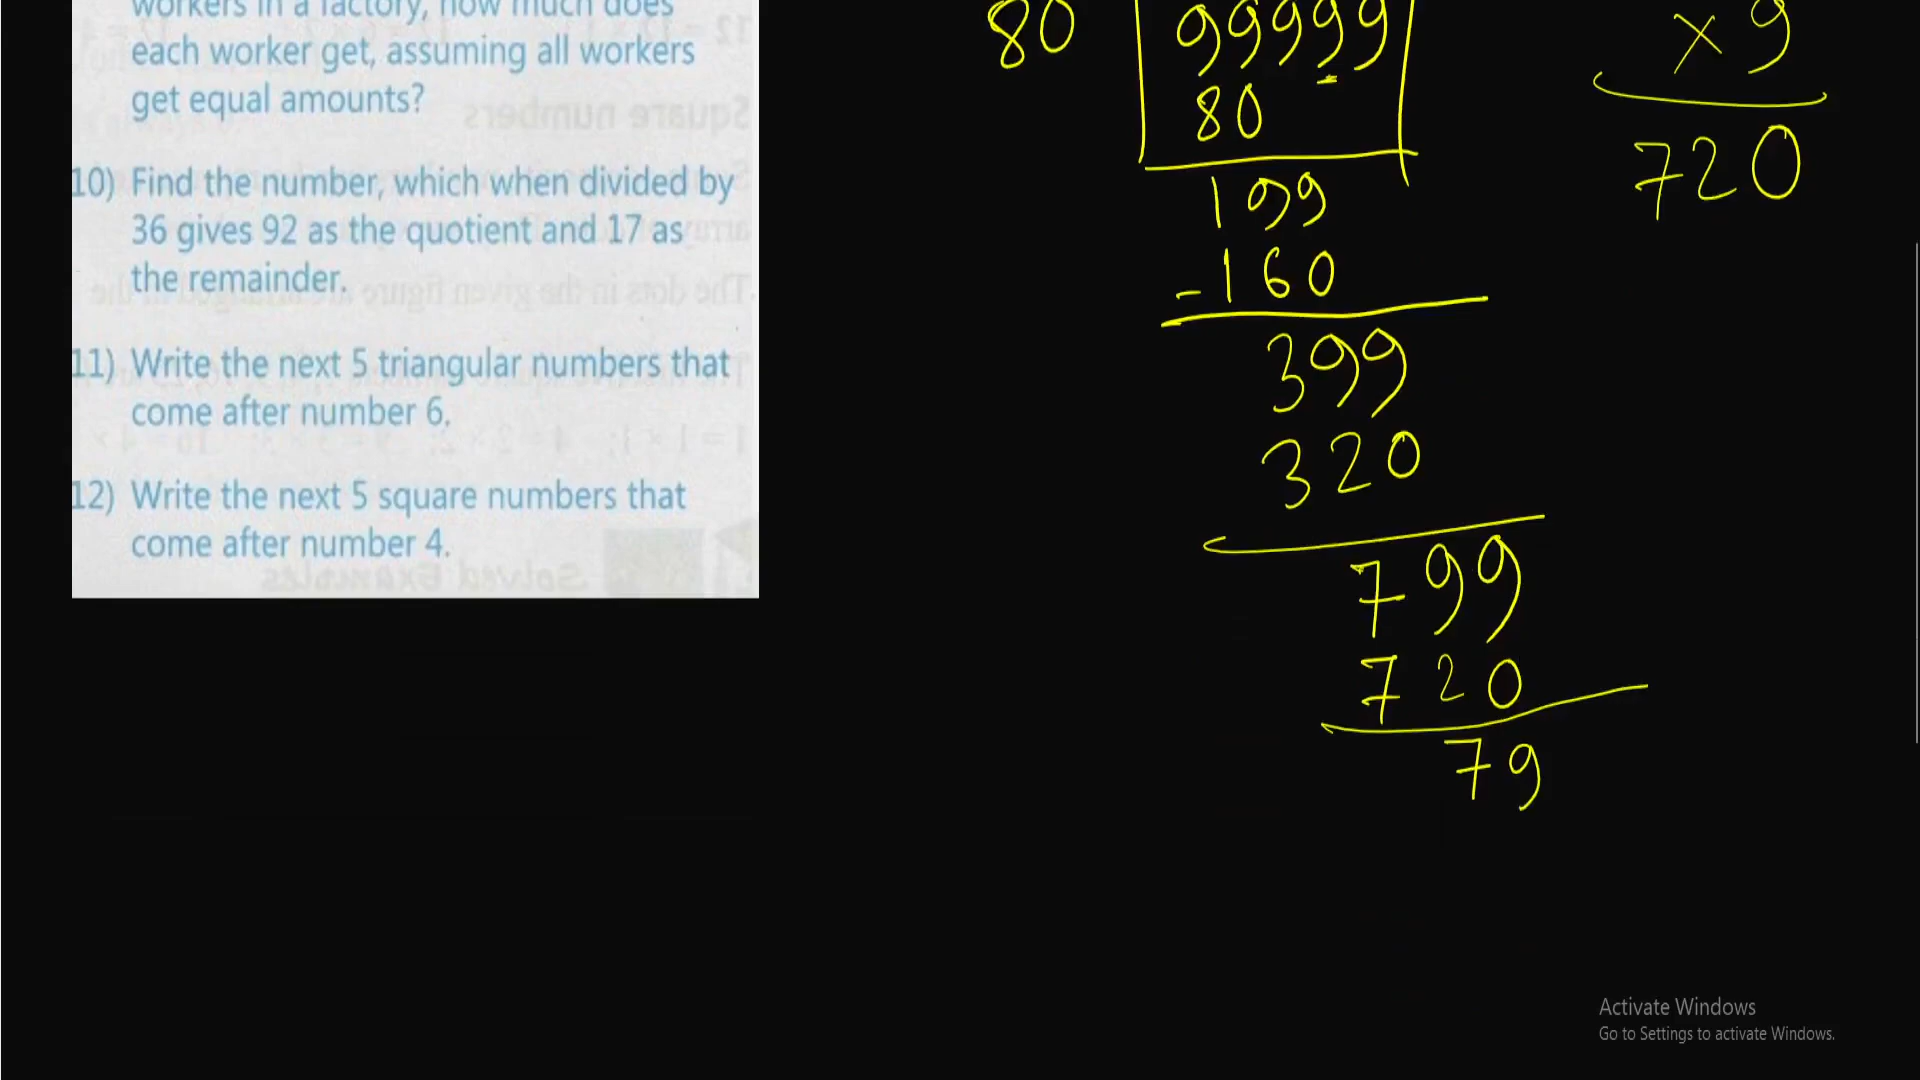 workers in a factory, how much does
each worker get, assuming all workers
get equal amounts?
10) Find the number, which when divided by
36 gives 92 as the quotient and 17 as
the remainder.
11) Write the next 5 triangular numbers that
come after number 6.
12) Write the next 5 square numbers that
come after number 4.
80 99999
80
199
-160
399
320
799
720
79
× 9
720
Activate Windows
Go to Settings to activate Windows.